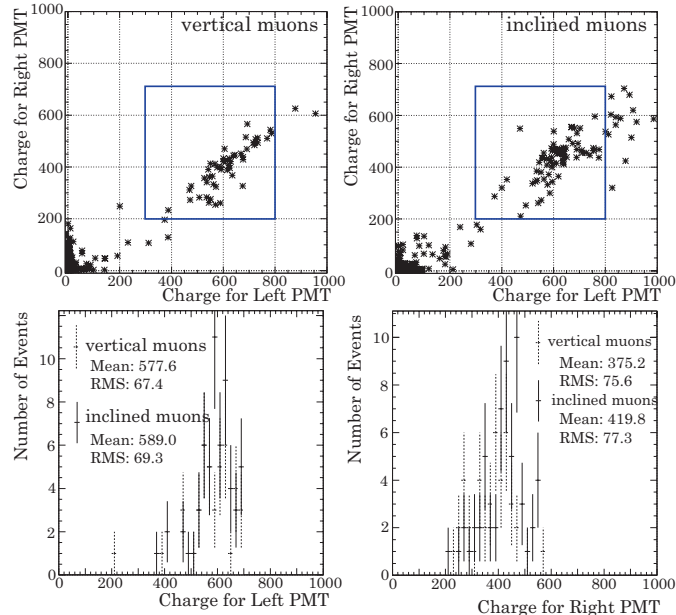 vertical muons
Charge for Right PMT
1000
800
600
400
200
0
0 200 400 600 800 1000
Charge for Left PMT
inclined muons
Charge for Right PMT
1000
800
600
400
200
0
0 200 400 600 800 1000
Charge for Left PMT
Number of Events
10
8
6
4
2
0
vertical muons
Mean: 577.6
RMS: 67.4
inclined muons
Mean: 589.0
RMS: 69.3
0 200 400 600 800 1000
Charge for Left PMT
Number of Events
10
8
6
4
2
0
vertical muons
Mean: 375.2
RMS: 75.6
inclined muons
Mean: 419.8
RMS: 77.3
0 200 400 600 800 1000
Charge for Right PMT